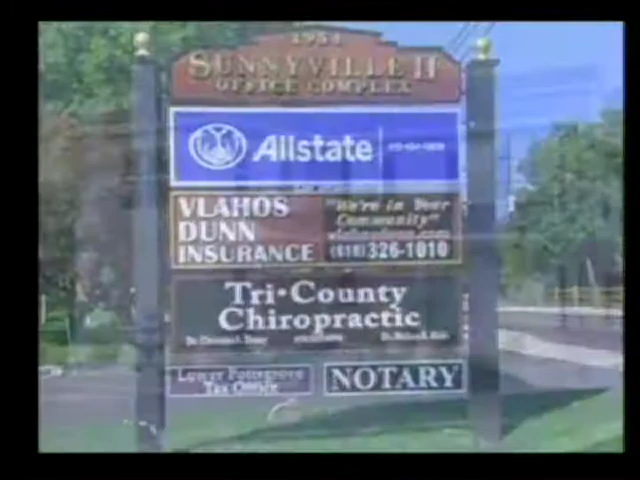 1954
SUNNYVILLE II
OFFICE COMPLEX
Allstate
VLAHOS
DUNN
INSURANCE
"We're in Your
Community"
(610) 326-1010
Tri•County
Chiropractic
Lower Pottsgrove
Tax Office
NOTARY